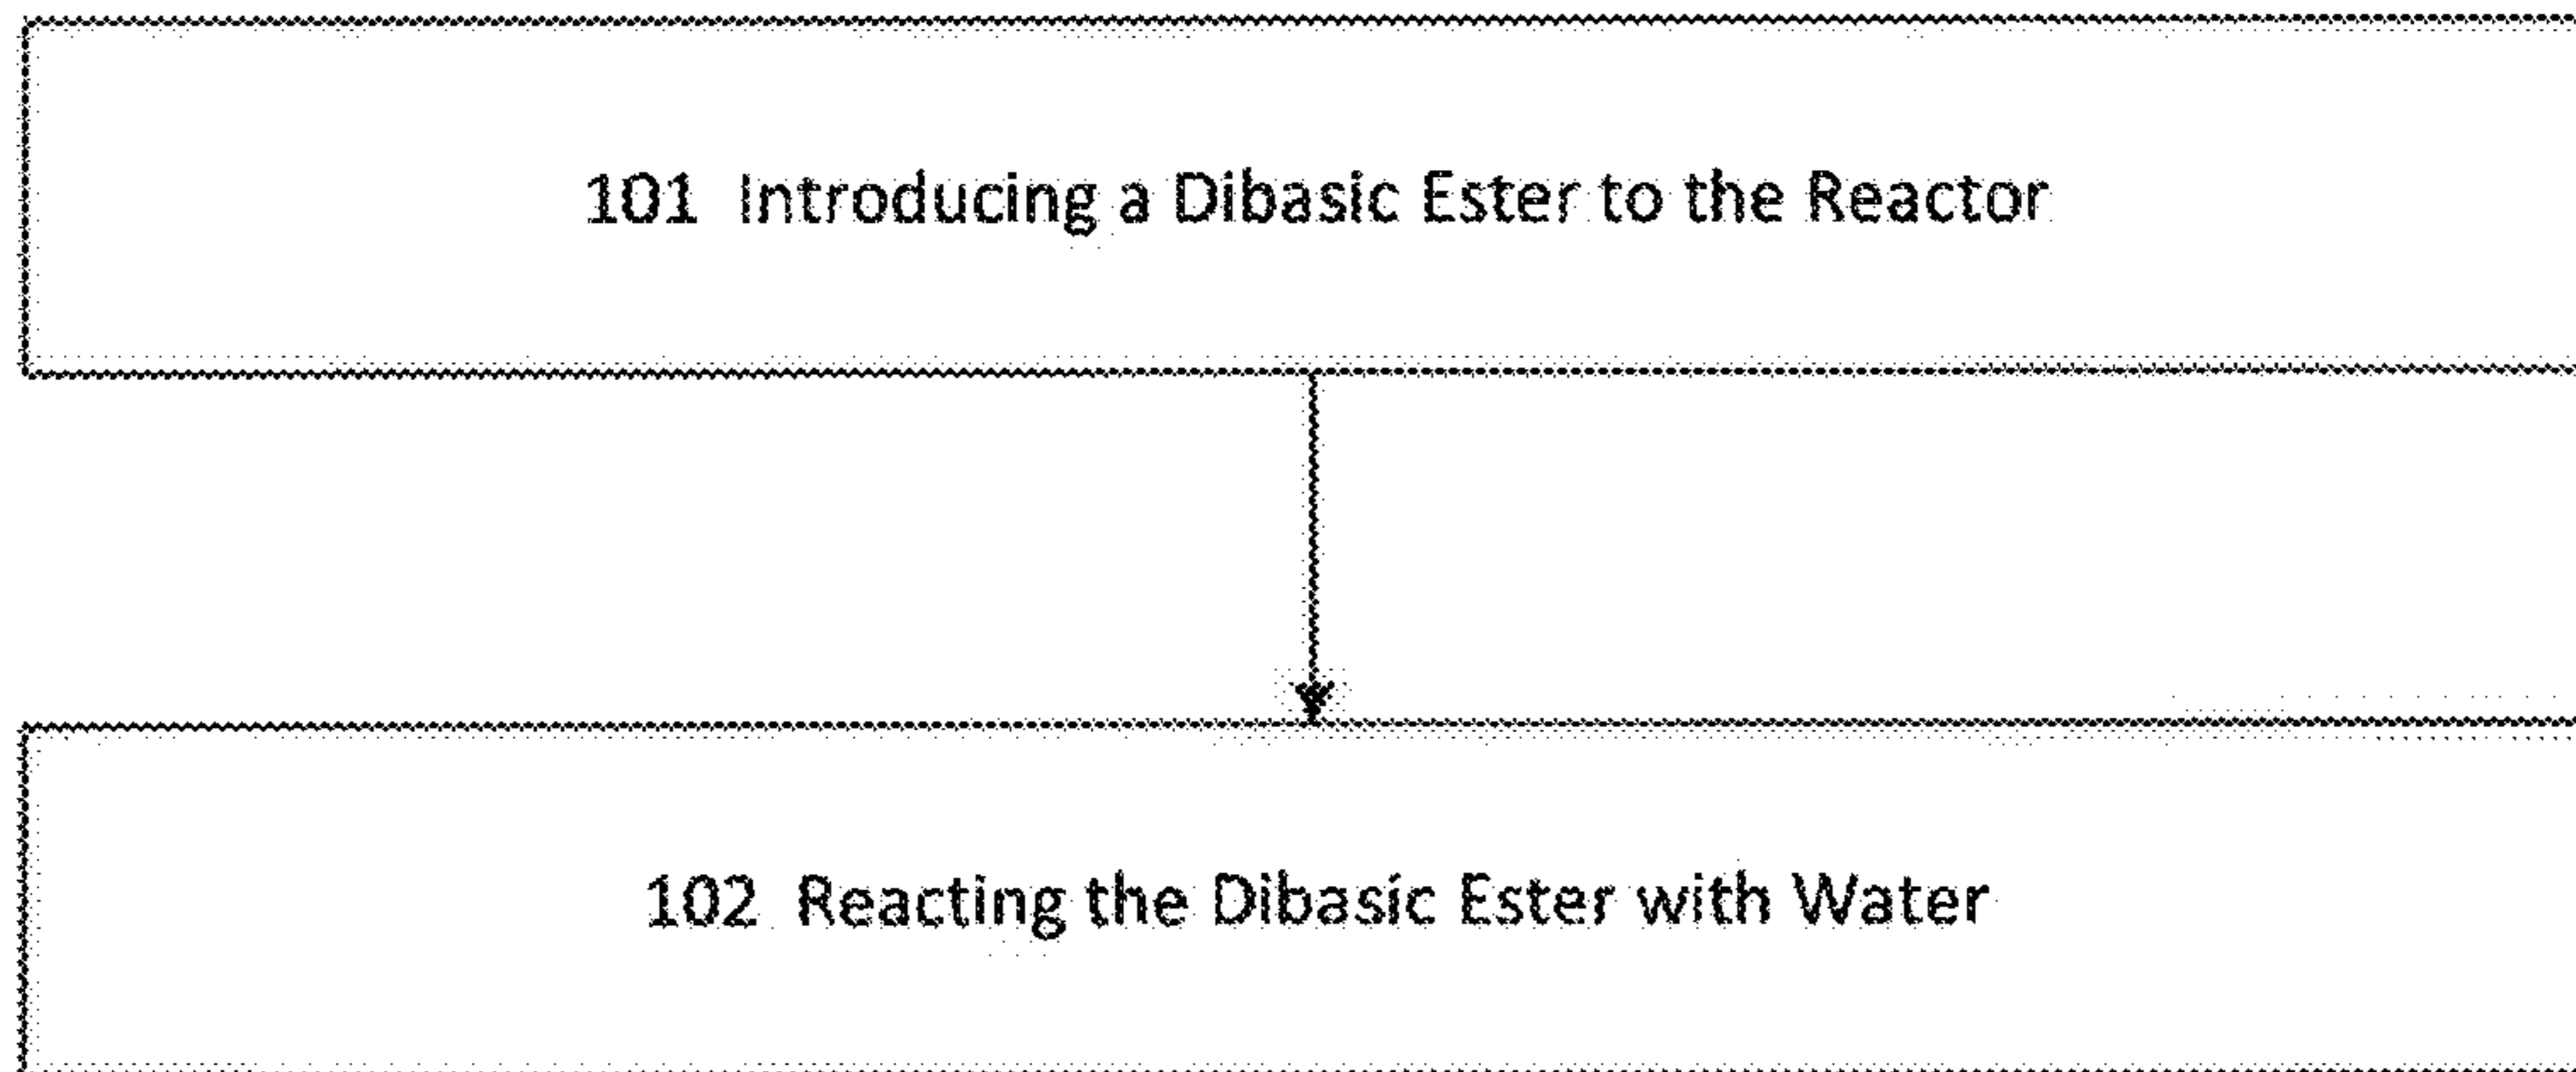 101 Introducing a Dibasic Ester to the Reactor
102 Reacting the Dibasic Ester with Water